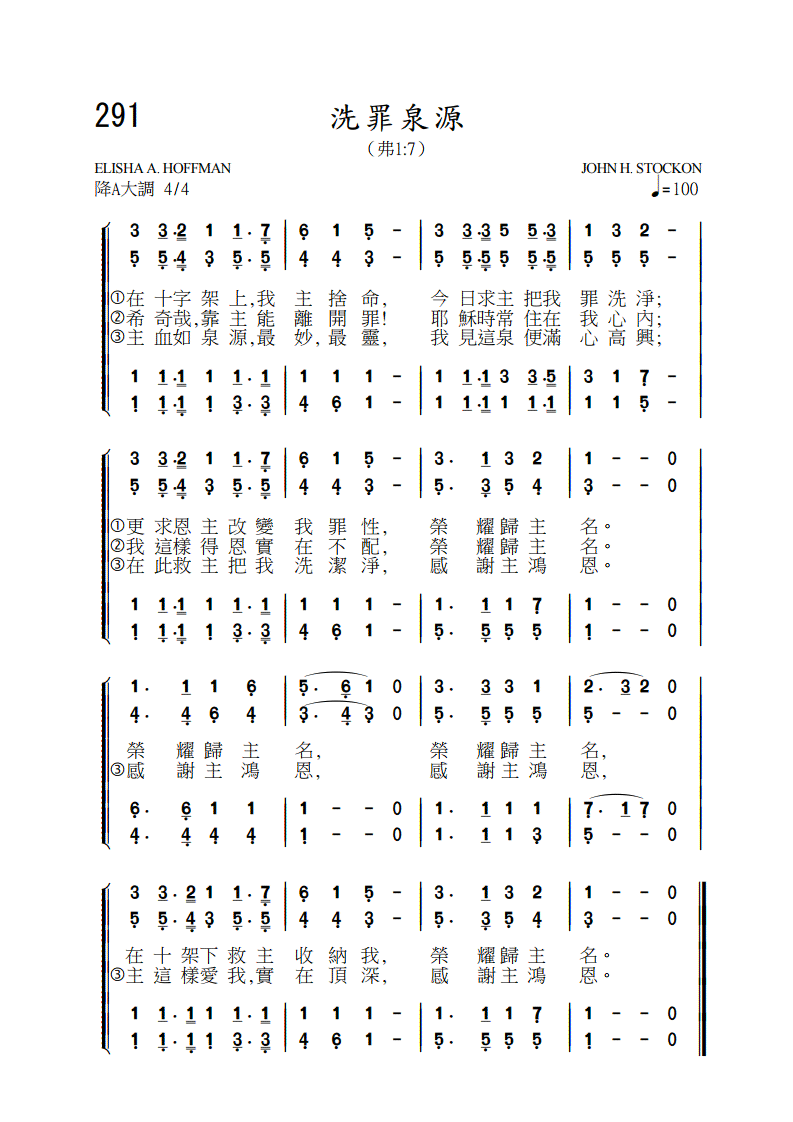 291
洗罪泉源
（弗1:7）
ELISHA A. HOFFMAN
JOHN H. STOCKON
降A大調 4/4
♩=100
3 3.2 1 1.7 | 6 1 5 - | 3 3.3 5 5.3 | 1 3 2 -
5 5.4 3 5.5 | 4 4 3 - | 5 5.5 5 5.5 | 5 5 5 -
①在十字架上,我主捨命, 今日求主把我罪洗淨;
②希奇哉,靠主能離開罪! 耶穌時常住在我心內;
③主血如泉源,最妙,最靈, 我見這泉便滿心高興;
1 1.1 1 1.1 | 1 1 1 - | 1 1.1 3 3.5 | 3 1 7 -
1 1.1 1 3.3 | 4 6 1 - | 1 1.1 1 1.1 | 1 1 5 -
3 3.2 1 1.7 | 6 1 5 - | 3. 1 3 2 | 1 - - 0
5 5.4 3 5.5 | 4 4 3 - | 5. 3 5 4 | 3 - - 0
①更求恩主改變我罪性, 榮耀歸主名。
②我這樣得恩實在不配, 榮耀歸主名。
③在此救主把我洗潔淨, 感謝主鴻恩。
1 1.1 1 1.1 | 1 1 1 - | 1. 1 1 7 | 1 - - 0
1 1.1 1 3.3 | 4 6 1 - | 5. 5 5 5 | 1 - - 0
1. 1 1 6 | 5. 6 1 0 | 3. 3 3 1 | 2. 3 2 0
4. 4 6 4 | 3. 4 3 0 | 5. 5 5 5 | 5 - - 0
榮耀歸主名, 榮耀歸主名,
③感謝主鴻恩, 感謝主鴻恩,
6. 6 1 1 | 1 - - 0 | 1. 1 1 1 | 7. 1 7 0
4. 4 4 4 | 1 - - 0 | 1. 1 1 3 | 5 - - 0
3 3.2 1 1.7 | 6 1 5 - | 3. 1 3 2 | 1 - - 0
5 5.4 3 5.5 | 4 4 3 - | 5. 3 5 4 | 3 - - 0
在十架下救主收納我, 榮耀歸主名。
③主這樣愛我,實在頂深, 感謝主鴻恩。
1 1.1 1 1.1 | 1 1 1 - | 1. 1 1 7 | 1 - - 0
1 1.1 1 3.3 | 4 6 1 - | 5. 5 5 5 | 1 - - 0